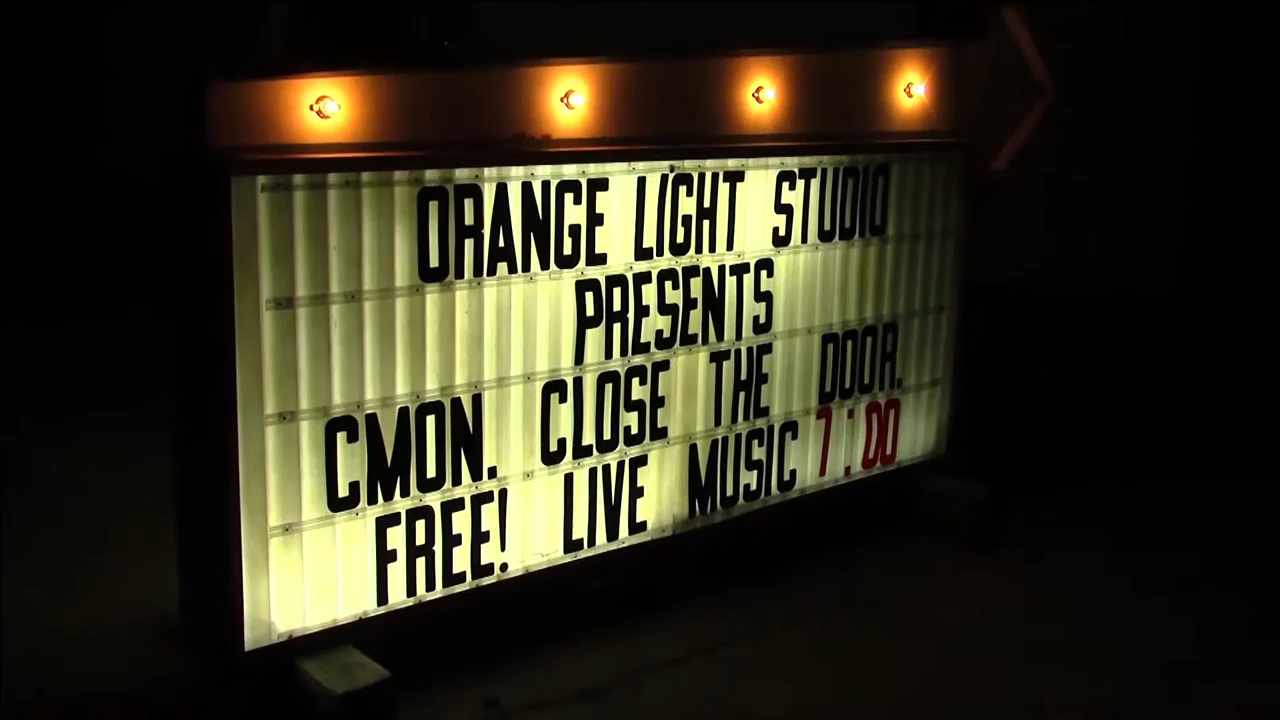 ORANGE LIGHT STUDIO
PRESENTS
CMON. CLOSE THE DOOR.
FREE! LIVE MUSIC 7:00